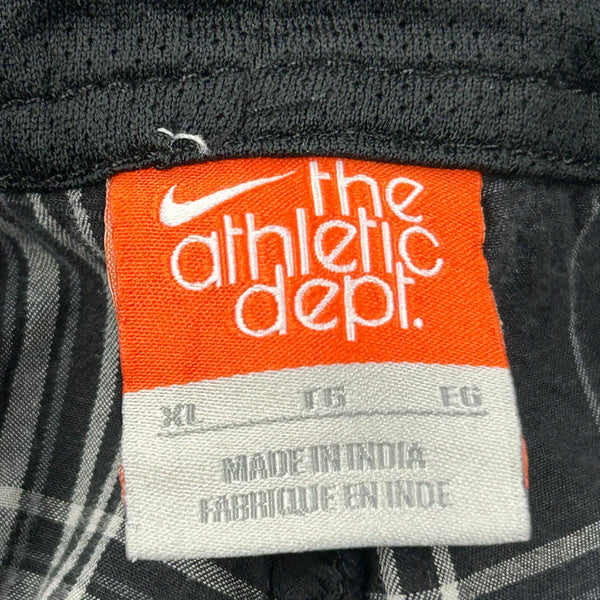 the
athletic
dept.
XL TG EG
MADE IN INDIA
FABRIQUE EN INDE